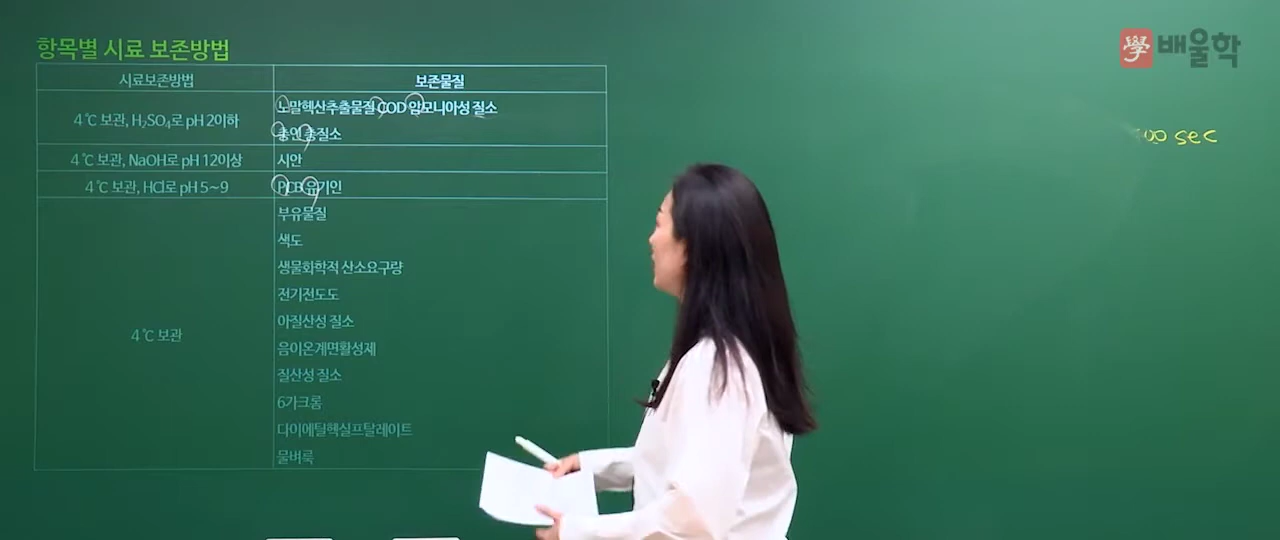 항목별 시료 보존방법
學 배울학
시료보존방법 보존물질
4 ℃ 보관, H₂SO₄로 pH 2이하
노말헥산추출물질 COD 암모니아성 질소
총인 총질소
00 sec
4 ℃ 보관, NaOH로 pH 12이상 시안
4 ℃ 보관, HCl로 pH 5~9 PCB 유기인
4 ℃ 보관
부유물질
색도
생물화학적 산소요구량
전기전도도
아질산성 질소
음이온계면활성제
질산성 질소
6가크롬
다이에틸헥실프탈레이트
물벼룩